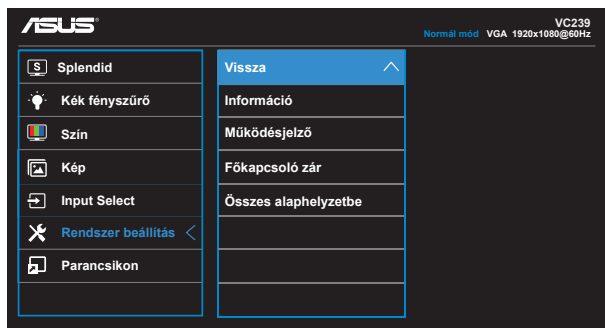 ASUS
VC239
Normál mód VGA 1920x1080@60Hz
S Splendid
Kék fényszűrő
Szín
Kép
Input Select
Rendszer beállítás
Parancsikon
Vissza
Információ
Működésjelző
Főkapcsoló zár
Összes alaphelyzetbe